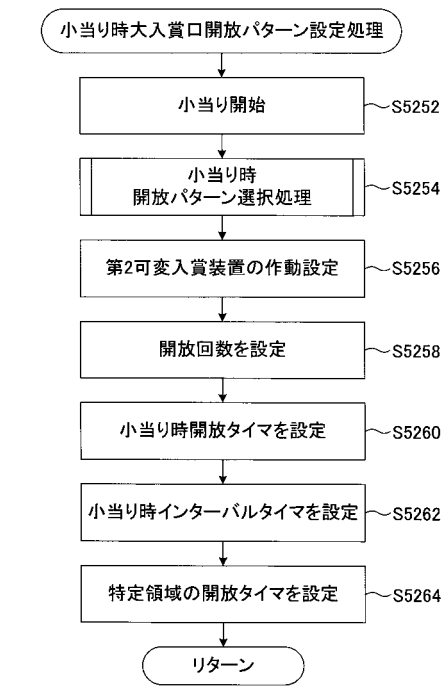 小当り時大入賞口開放パターン設定処理
小当り開始
S5252
小当り時
開放パターン選択処理
S5254
第2可変入賞装置の作動設定
S5256
開放回数を設定
S5258
小当り時開放タイマを設定
S5260
小当り時インターバルタイマを設定
S5262
特定領域の開放タイマを設定
S5264
リターン